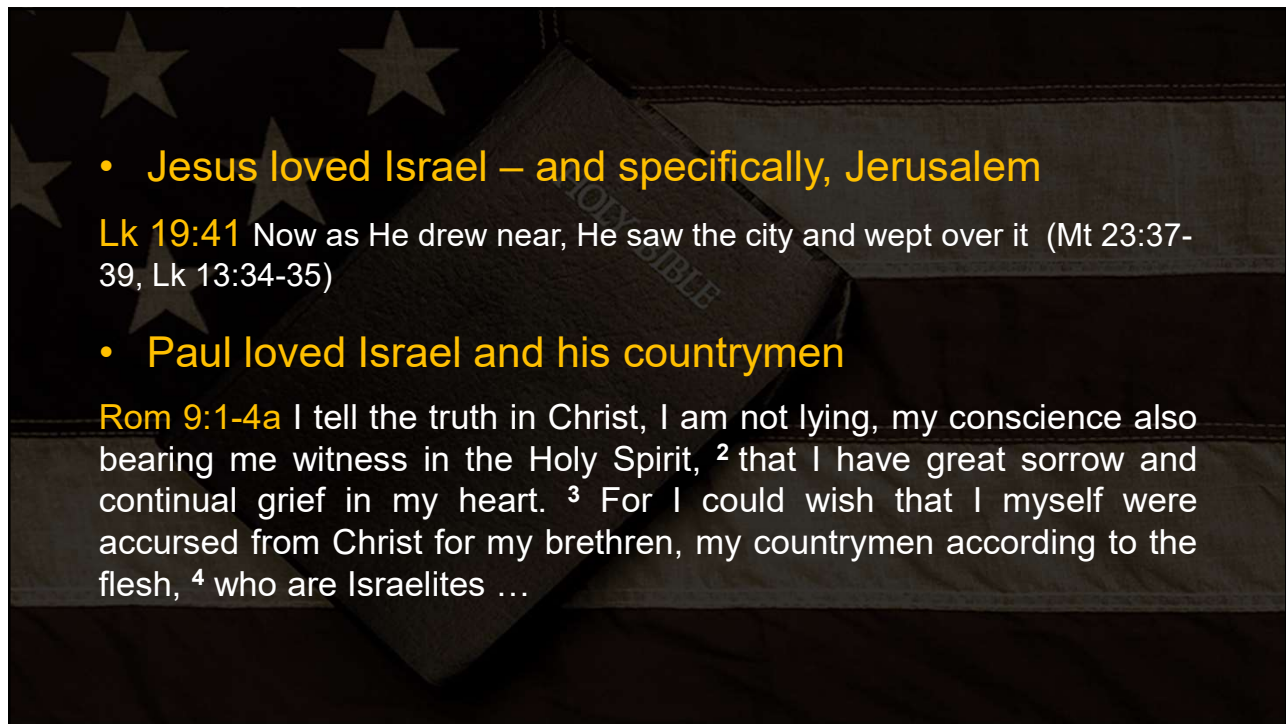 • Jesus loved Israel – and specifically, Jerusalem
Lk 19:41 Now as He drew near, He saw the city and wept over it (Mt 23:37-
39, Lk 13:34-35)
HOLY BIBLE
• Paul loved Israel and his countrymen
Rom 9:1-4a I tell the truth in Christ, I am not lying, my conscience also
bearing me witness in the Holy Spirit, 2 that I have great sorrow and
continual grief in my heart. 3 For I could wish that I myself were
accursed from Christ for my brethren, my countrymen according to the
flesh, 4 who are Israelites …